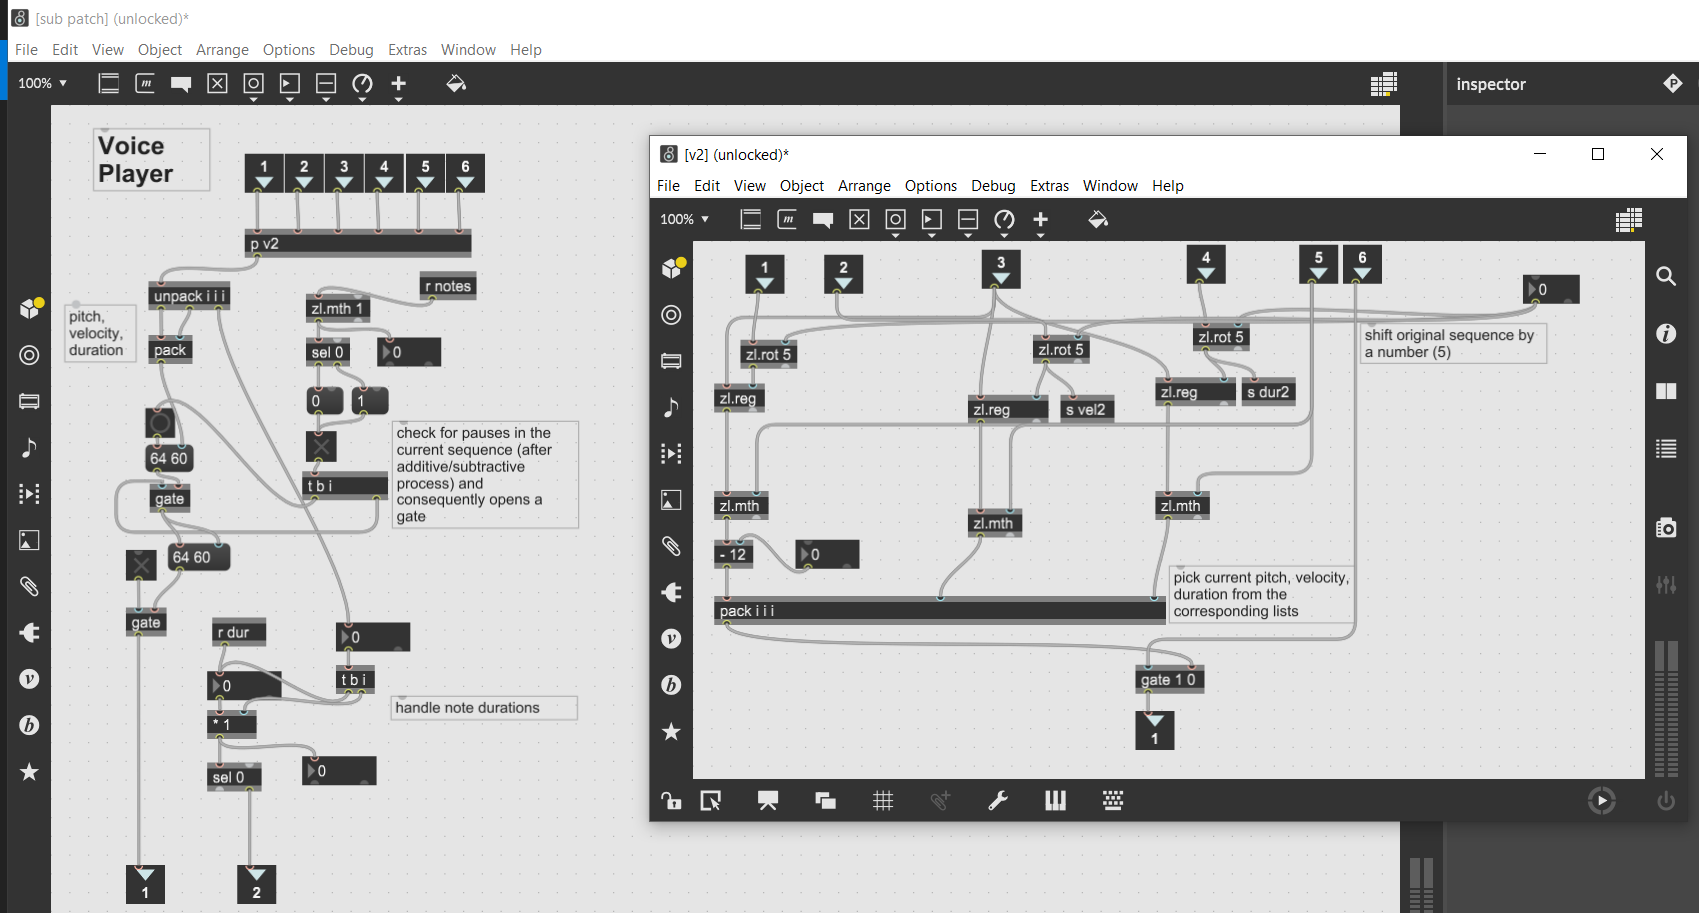 [sub patch] (unlocked)*
File Edit View Object Arrange Options Debug Extras Window Help
100%
m
inspector
P
Voice
Player
1 2 3 4 5 6
p v2
unpack i i i
pitch,
velocity,
duration
pack
r notes
zl.mth 1
sel 0
0
0
1
64 60
gate
t b i
check for pauses in the
current sequence (after
additive/subtractive
process) and
consequently opens a
gate
64 60
gate
r dur
0
0
t b i
* 1
handle note durations
sel 0
0
1
2
v
b
[v2] (unlocked)*
File Edit View Object Arrange Options Debug Extras Window Help
100%
m
1
2
3
4
5
6
0
shift original sequence by
a number (5)
zl.rot 5
zl.rot 5
zl.rot 5
zl.reg
zl.reg
s vel2
zl.reg
s dur2
zl.mth
zl.mth
zl.mth
- 12
0
pick current pitch, velocity,
duration from the
corresponding lists
pack i i i
gate 1 0
1
v
b
i